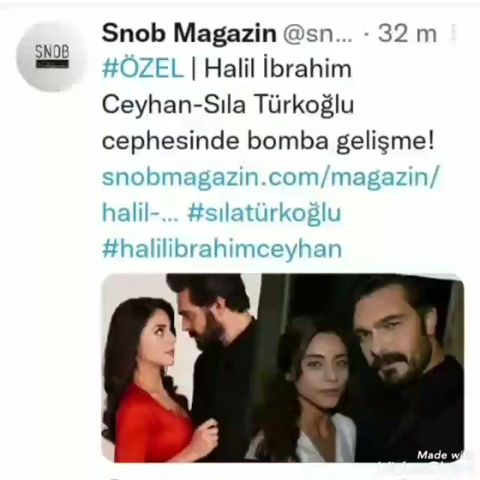 SNOB
Snob Magazin @sn... · 32 m
#ÖZEL | Halil İbrahim
Ceyhan-Sıla Türkoğlu
cephesinde bomba gelişme!
snobmagazin.com/magazin/
halil-... #sılatürkoğlu
#halilibrahimceyhan
Made wi